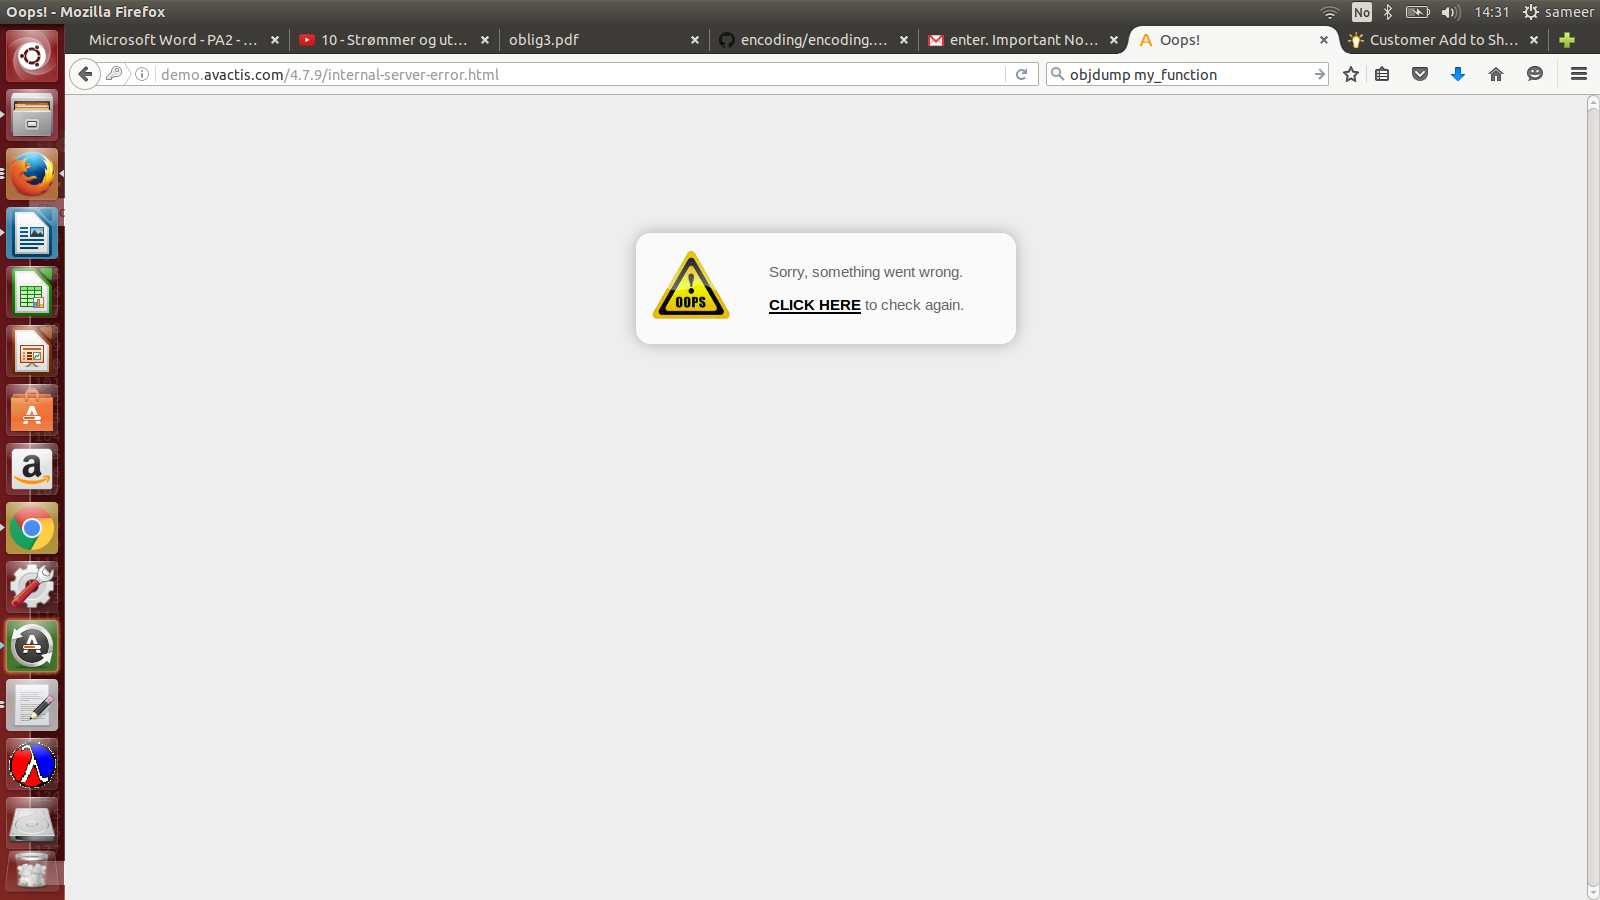 Oops! - Mozilla Firefox
No
14:31
sameer
Microsoft Word - PA2 - ...
10 - Strømmer og ut...
oblig3.pdf
encoding/encoding....
enter. Important No...
Oops!
Customer Add to Sh...
demo.avactis.com/4.7.9/internal-server-error.html
objdump my_function
OOPS
Sorry, something went wrong.
CLICK HERE to check again.